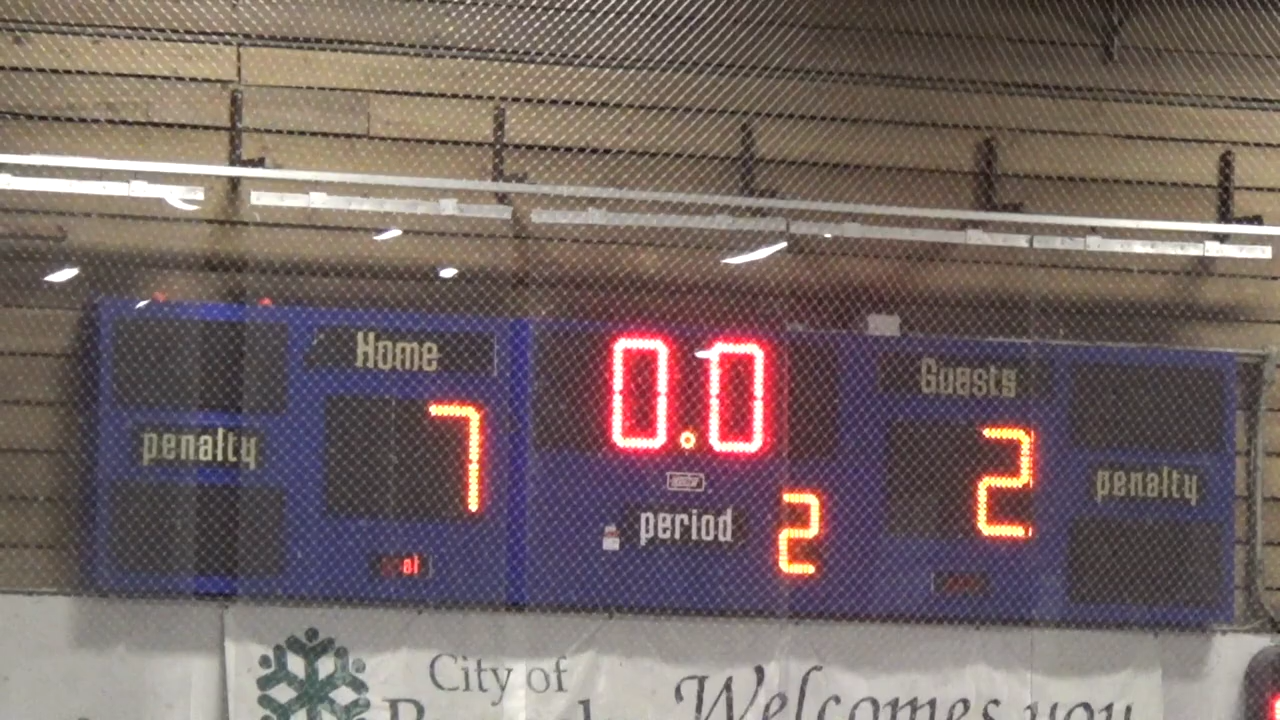 Home
0.0
Guests
penalty
7
2
penalty
period
2
City of
Welcomes you